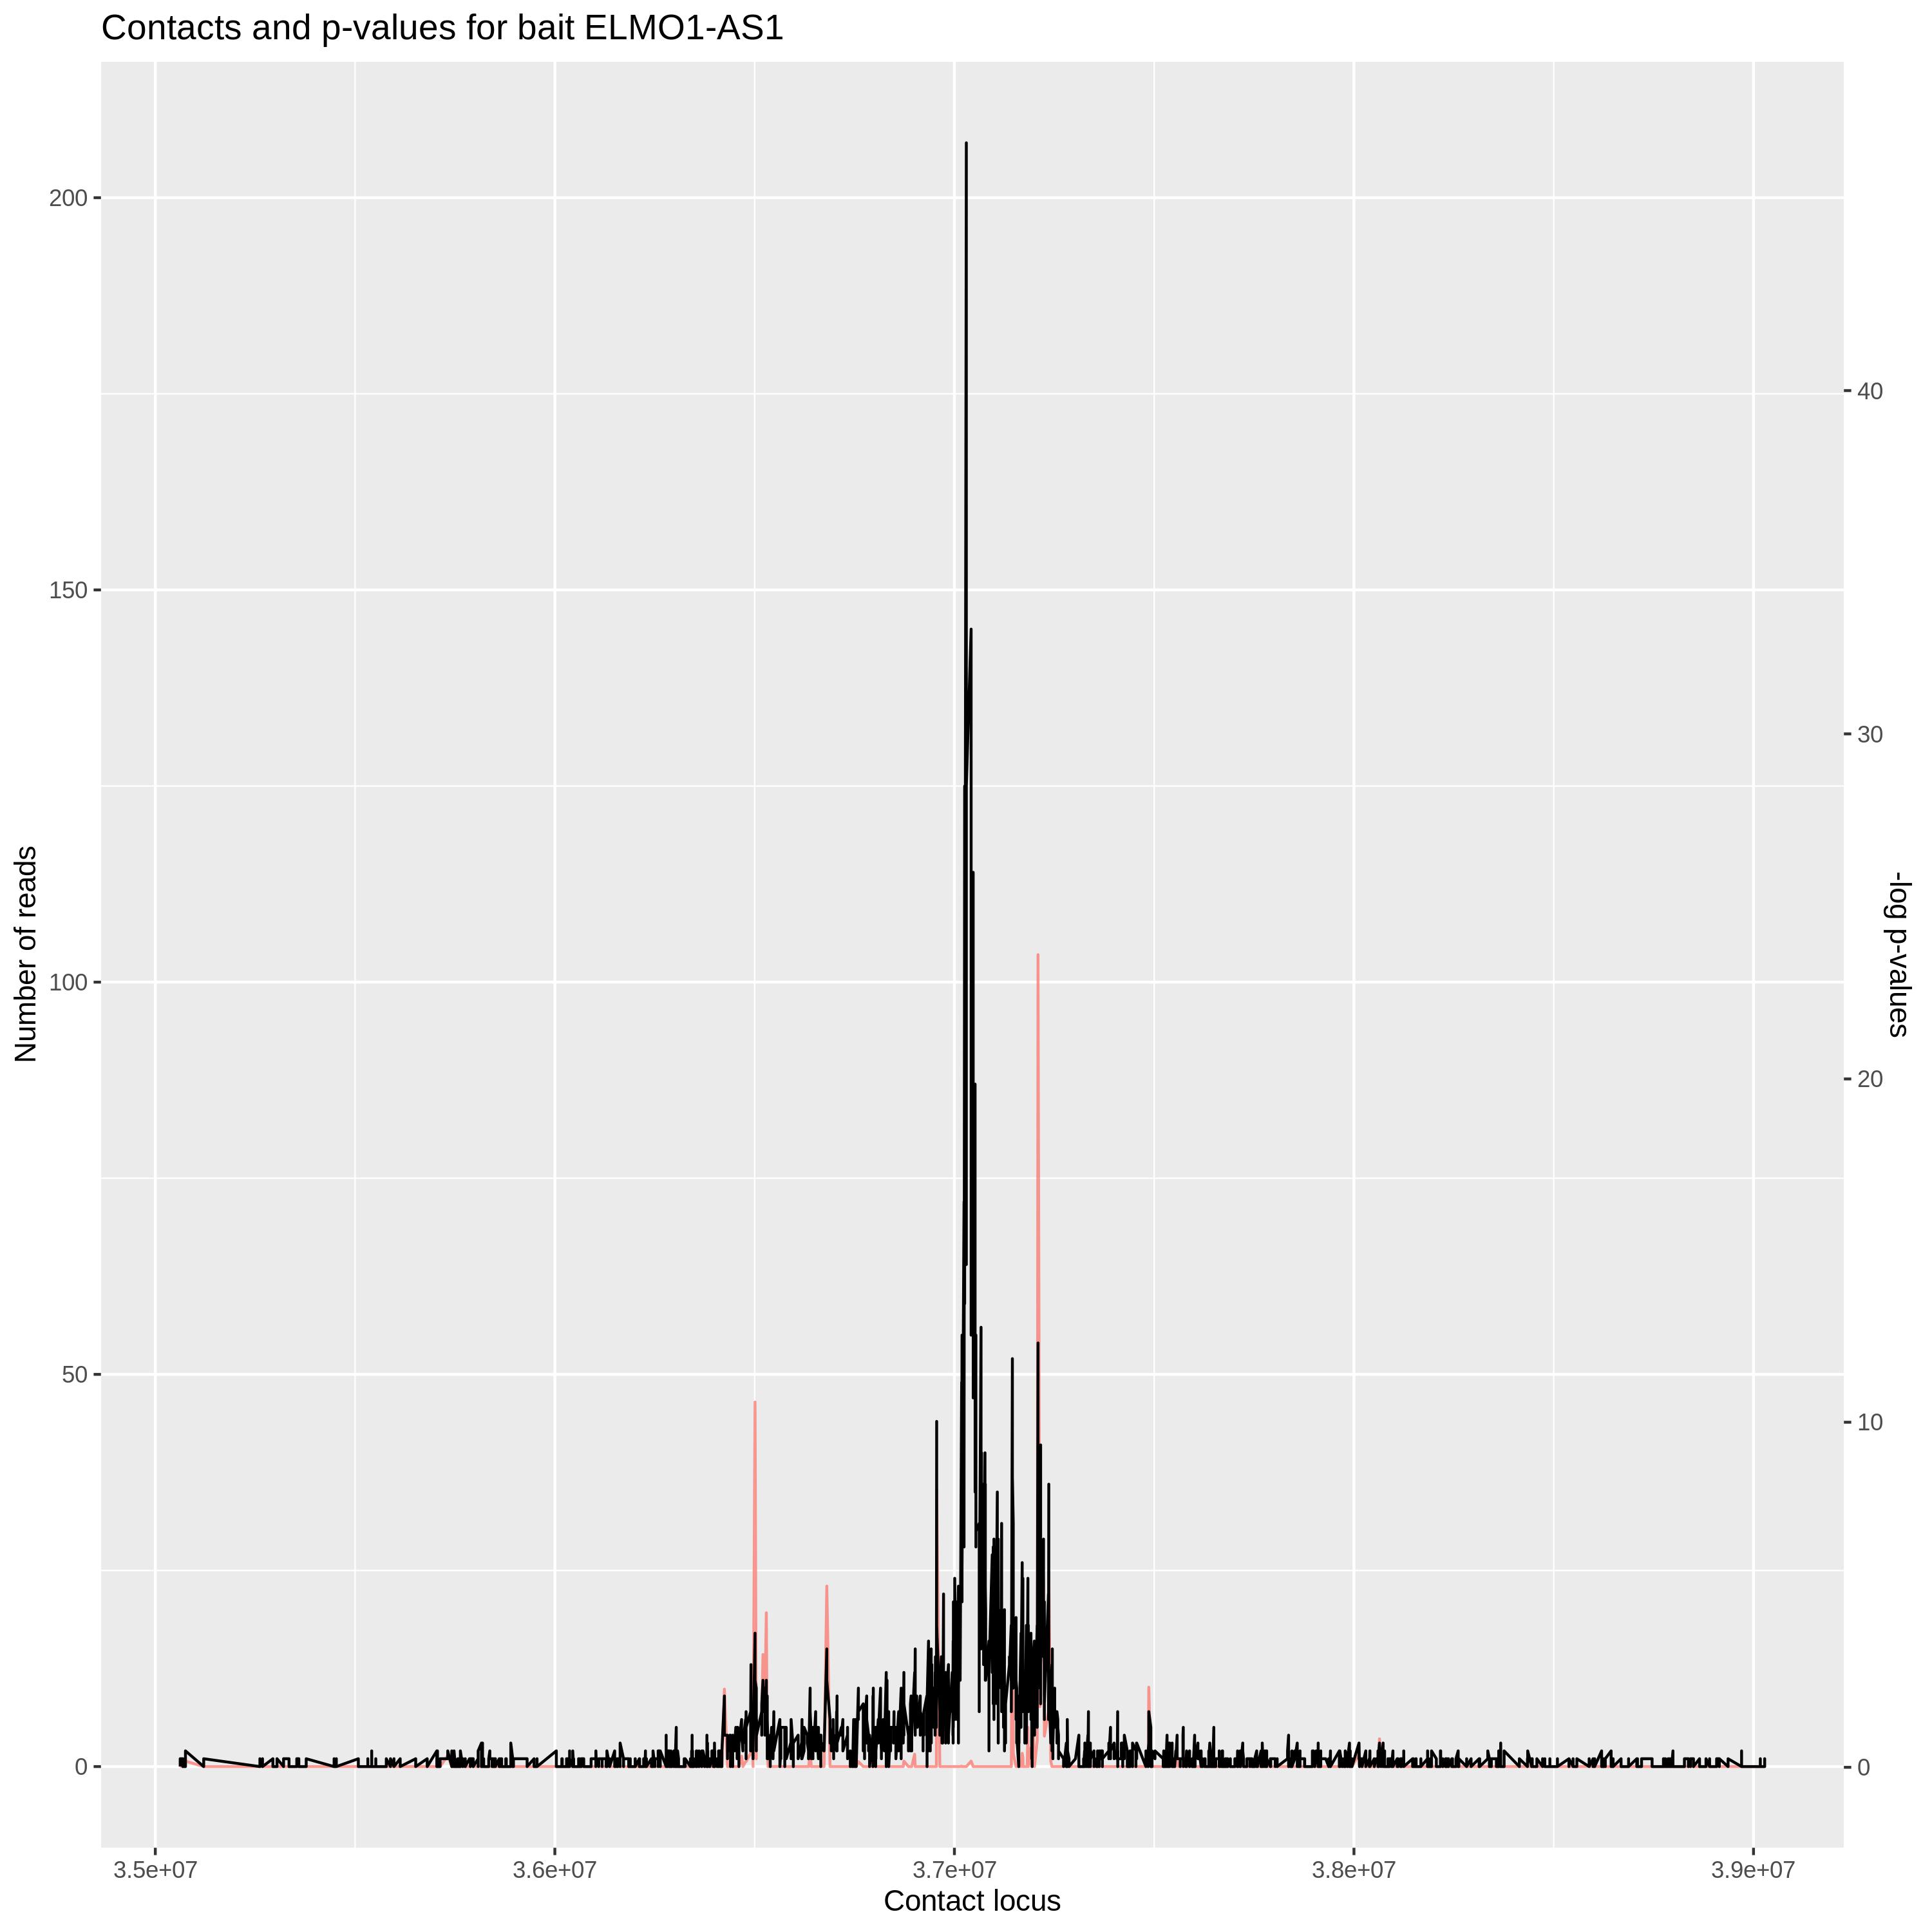 Contacts and p-values for bait ELMO1-AS1
200
150
100
50
0
Number of reads
40
30
20
10
0
-log p-values
3.5e+07
3.6e+07
3.7e+07
3.8e+07
3.9e+07
Contact locus